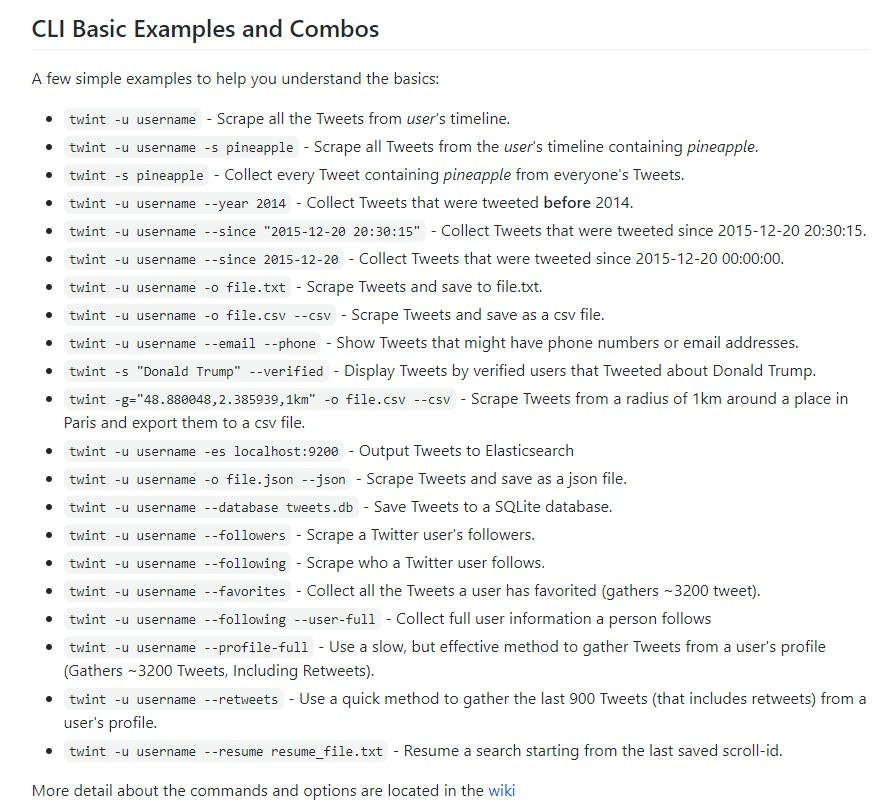 CLI Basic Examples and Combos
A few simple examples to help you understand the basics:
twint -u username - Scrape all the Tweets from user's timeline.
twint -u username -s pineapple - Scrape all Tweets from the user's timeline containing pineapple.
twint -s pineapple - Collect every Tweet containing pineapple from everyone's Tweets.
twint -u username --year 2014 - Collect Tweets that were tweeted before 2014.
twint -u username --since "2015-12-20 20:30:15" - Collect Tweets that were tweeted since 2015-12-20 20:30:15.
twint -u username --since 2015-12-20 - Collect Tweets that were tweeted since 2015-12-20 00:00:00.
twint -u username -o file.txt - Scrape Tweets and save to file.txt.
twint -u username -o file.csv --csv - Scrape Tweets and save as a csv file.
twint -u username --email --phone - Show Tweets that might have phone numbers or email addresses.
twint -s "Donald Trump" --verified - Display Tweets by verified users that Tweeted about Donald Trump.
twint -g="48.880048,2.385939,1km" -o file.csv --csv - Scrape Tweets from a radius of 1km around a place in
Paris and export them to a csv file.
twint -u username -es localhost:9200 - Output Tweets to Elasticsearch
twint -u username -o file.json --json - Scrape Tweets and save as a json file.
twint -u username --database tweets.db - Save Tweets to a SQLite database.
twint -u username --followers - Scrape a Twitter user's followers.
twint -u username --following - Scrape who a Twitter user follows.
twint -u username --favorites - Collect all the Tweets a user has favorited (gathers ~3200 tweet).
twint -u username --following --user-full - Collect full user information a person follows
twint -u username --profile-full - Use a slow, but effective method to gather Tweets from a user's profile
(Gathers ~3200 Tweets, Including Retweets).
twint -u username --retweets - Use a quick method to gather the last 900 Tweets (that includes retweets) from a
user's profile.
twint -u username --resume resume_file.txt - Resume a search starting from the last saved scroll-id.
More detail about the commands and options are located in the wiki